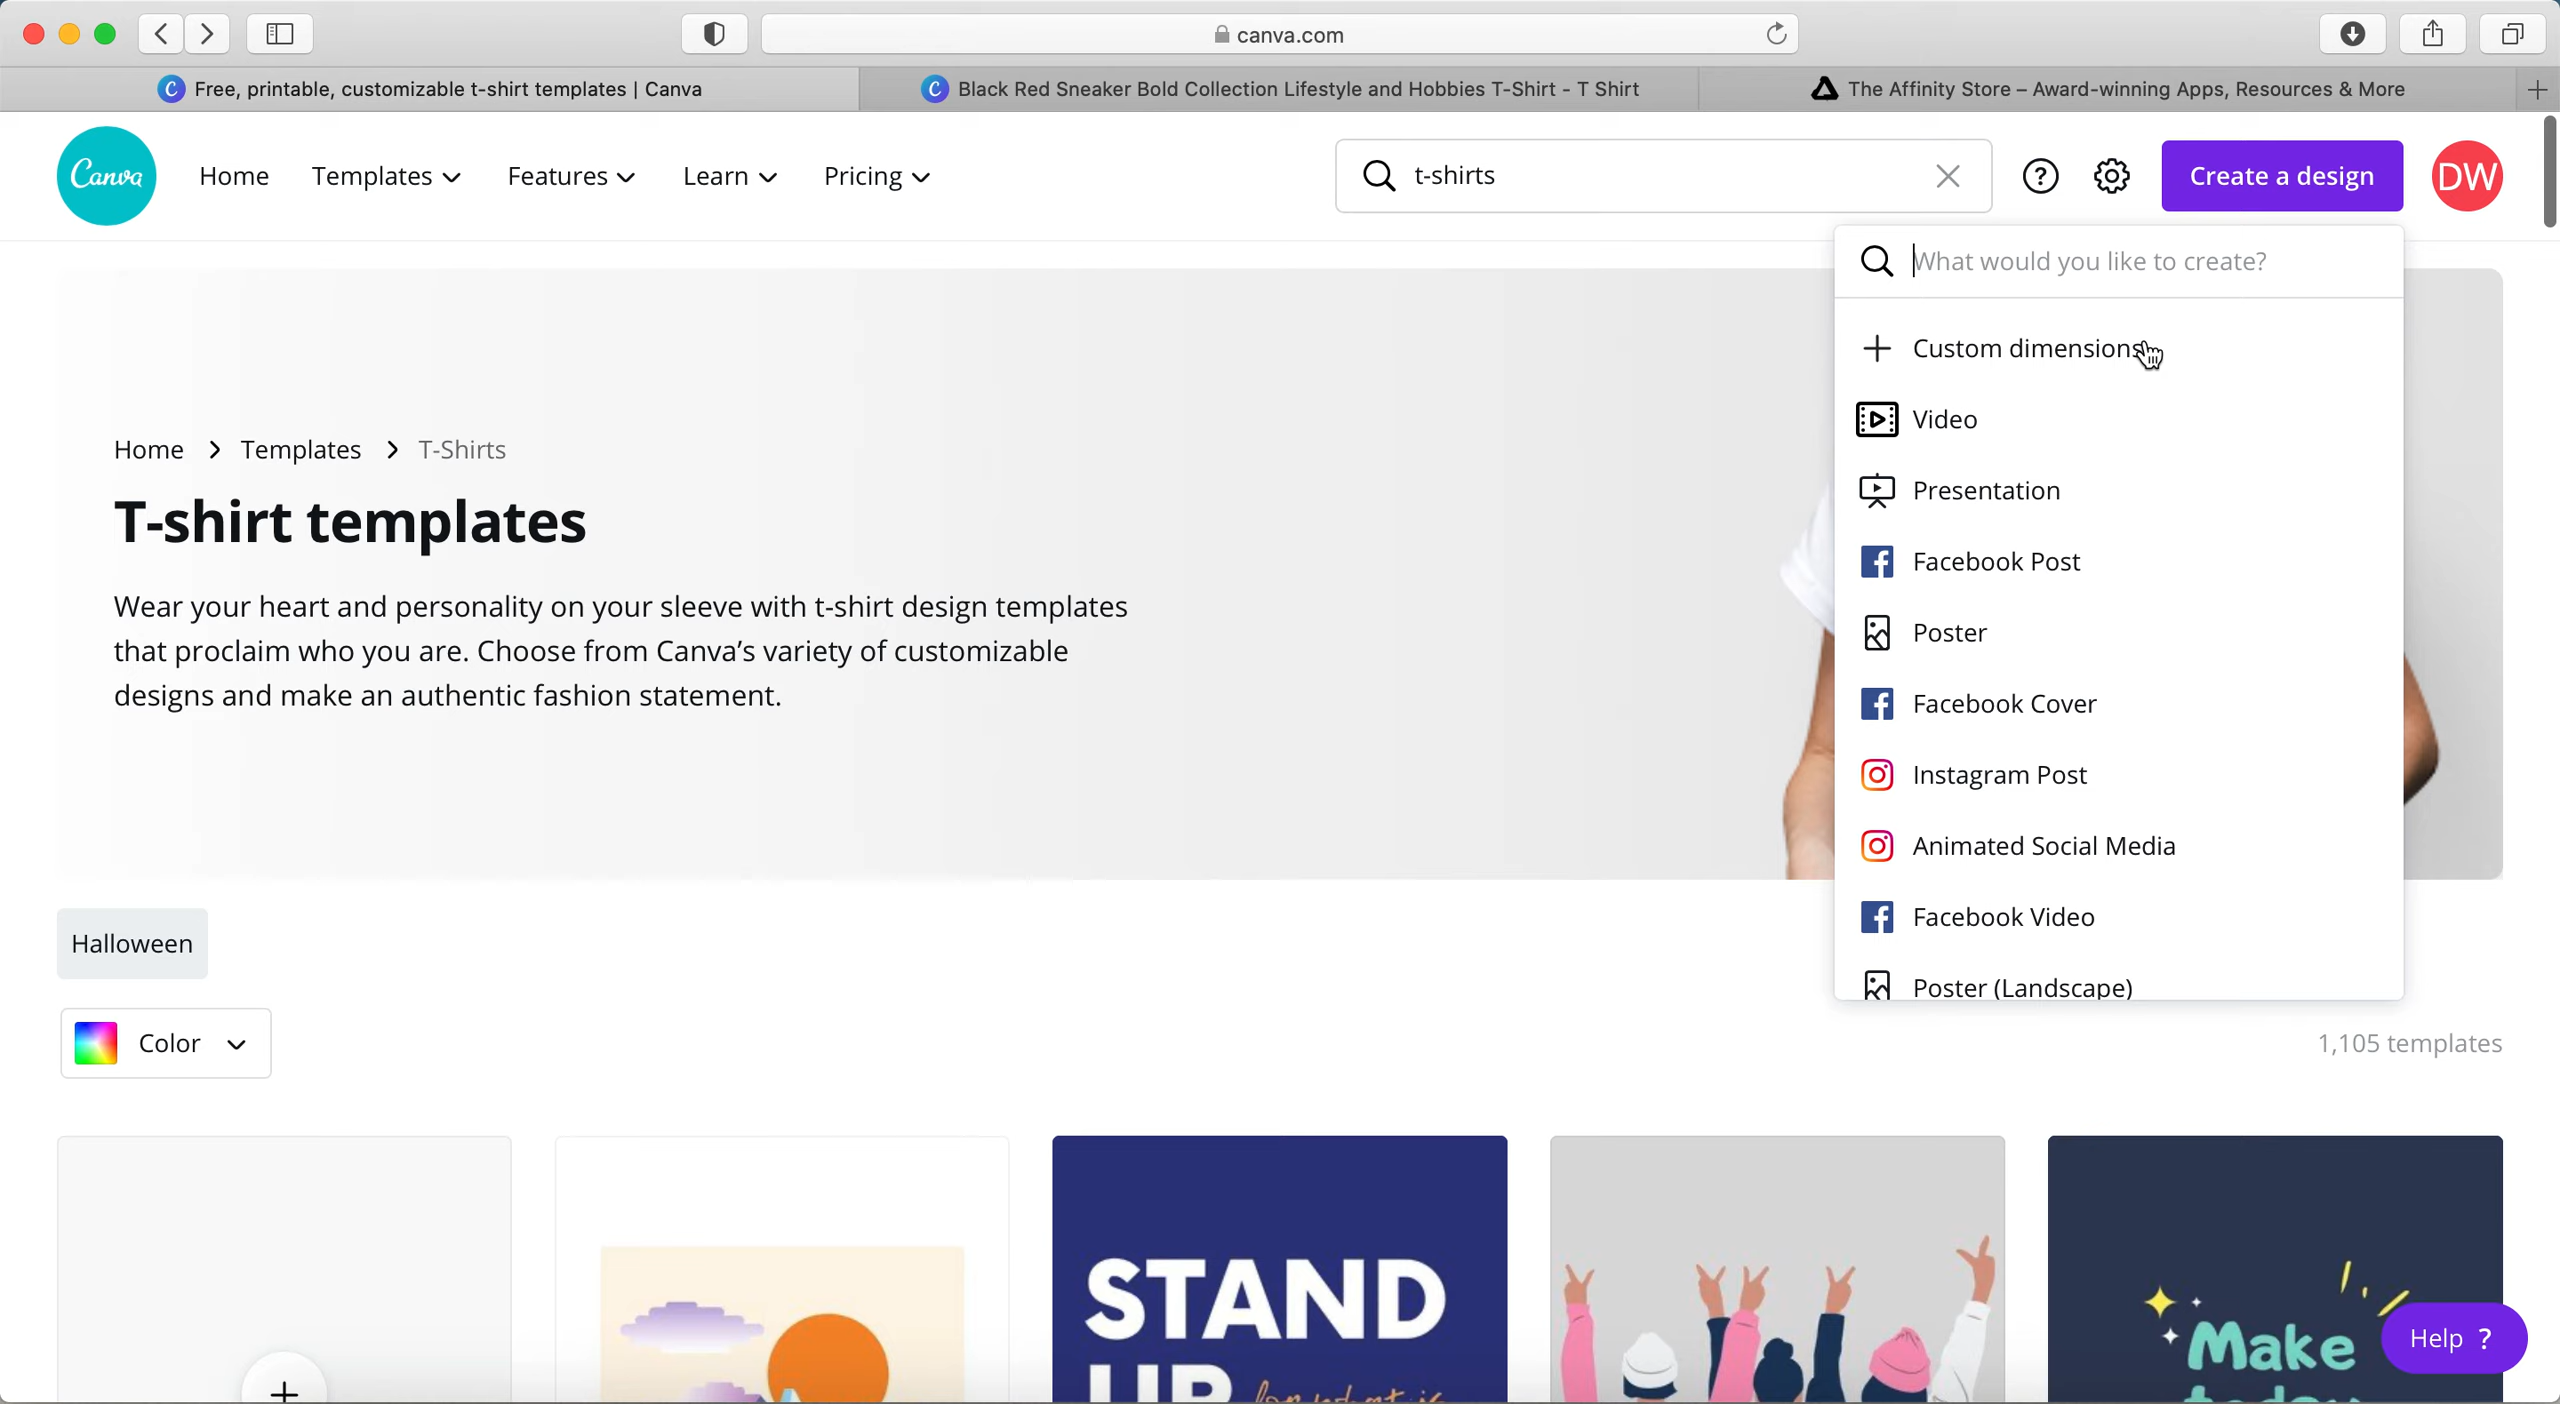 canva.com
Free, printable, customizable t-shirt templates | Canva
Black Red Sneaker Bold Collection Lifestyle and Hobbies T-Shirt - T Shirt
The Affinity Store – Award-winning Apps, Resources & More
Canva
Home
Templates
Features
Learn
Pricing
t-shirts
Create a design
DW
What would you like to create?
Custom dimensions
Video
Presentation
Facebook Post
Poster
Facebook Cover
Instagram Post
Animated Social Media
Facebook Video
Poster (Landscape)
Home > Templates > T-Shirts
T-shirt templates
Wear your heart and personality on your sleeve with t-shirt design templates
that proclaim who you are. Choose from Canva’s variety of customizable
designs and make an authentic fashion statement.
Halloween
Color
1,105 templates
STAND
UP
for what is
Make
today
Help ?